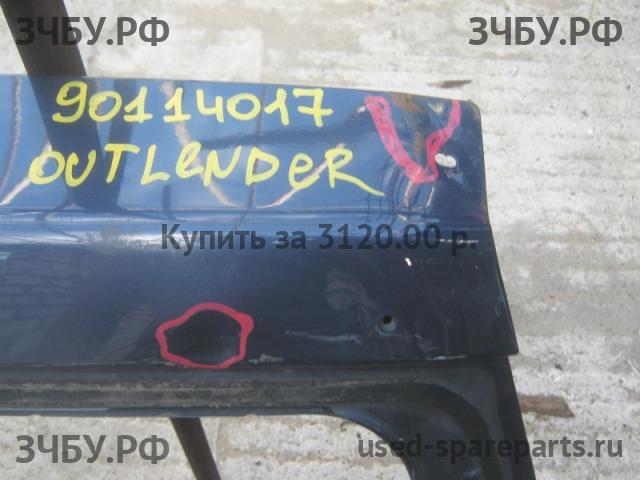 ЗЧБУ.РФ ЗЧБУ.РФ
90114017
OUTLeNDeR
Купить за 3120.00 р.
ЗЧБУ.РФ used-spareparts.ru